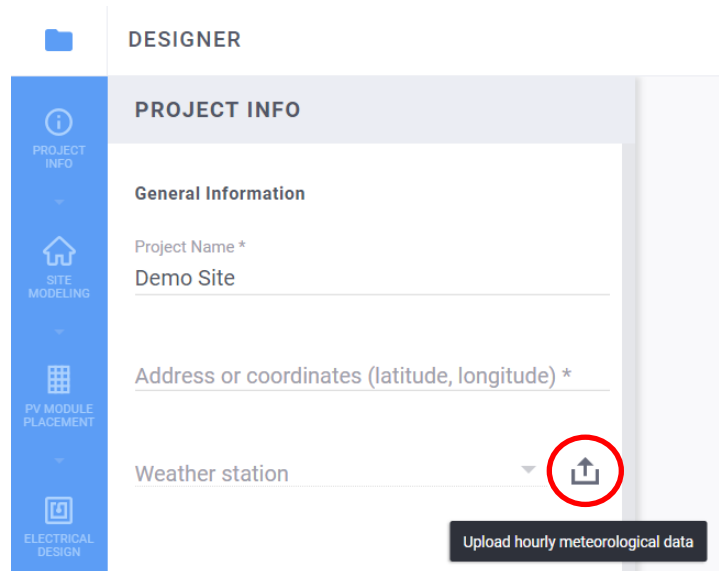 DESIGNER
PROJECT INFO
PROJECT
INFO
General Information
Project Name *
Demo Site
SITE
MODELING
Address or coordinates (latitude, longitude) *
PV MODULE
PLACEMENT
Weather station
ELECTRICAL
DESIGN
Upload hourly meteorological data